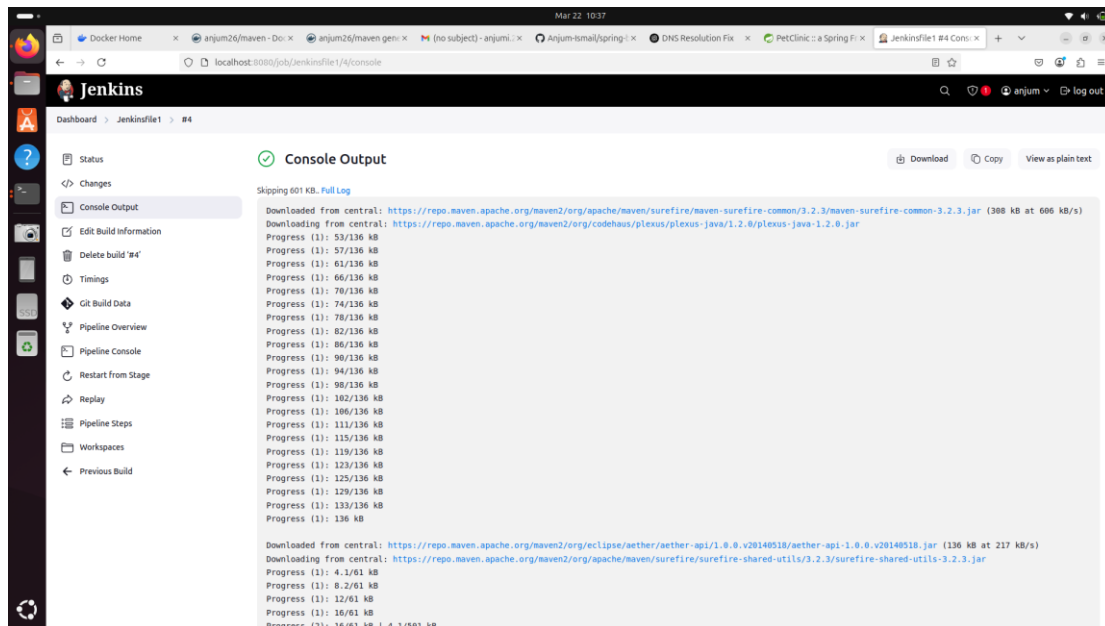 Mar 22 10:37
Docker Home
anjum26/maven - Do
anjum26/maven gene
(no subject) - anjumi.
Anjum-Ismail/spring-
DNS Resolution Fix
PetClinic :: a Spring Fr
Jenkinsfile1 #4 Cons
localhost:8080/job/Jenkinsfile1/4/console
Jenkins
1
anjum
log out
Dashboard > Jenkinsfile1 > #4
Status
Changes
Console Output
Edit Build Information
Delete build '#4'
Timings
Git Build Data
Pipeline Overview
Pipeline Console
Restart from Stage
Replay
Pipeline Steps
Workspaces
Previous Build
SSD
Console Output
Download
Copy
View as plain text
Skipping 601 KB.. Full Log
Downloaded from central: https://repo.maven.apache.org/maven2/org/apache/maven/surefire/maven-surefire-common/3.2.3/maven-surefire-common-3.2.3.jar (308 kB at 606 kB/s)
Downloading from central: https://repo.maven.apache.org/maven2/org/codehaus/plexus/plexus-java/1.2.0/plexus-java-1.2.0.jar
Progress (1): 53/136 kB
Progress (1): 57/136 kB
Progress (1): 61/136 kB
Progress (1): 66/136 kB
Progress (1): 70/136 kB
Progress (1): 74/136 kB
Progress (1): 78/136 kB
Progress (1): 82/136 kB
Progress (1): 86/136 kB
Progress (1): 90/136 kB
Progress (1): 94/136 kB
Progress (1): 98/136 kB
Progress (1): 102/136 kB
Progress (1): 106/136 kB
Progress (1): 111/136 kB
Progress (1): 115/136 kB
Progress (1): 119/136 kB
Progress (1): 123/136 kB
Progress (1): 125/136 kB
Progress (1): 129/136 kB
Progress (1): 133/136 kB
Progress (1): 136 kB
Downloaded from central: https://repo.maven.apache.org/maven2/org/eclipse/aether/aether-api/1.0.0.v20140518/aether-api-1.0.0.v20140518.jar (136 kB at 217 kB/s)
Downloading from central: https://repo.maven.apache.org/maven2/org/apache/maven/surefire/surefire-shared-utils/3.2.3/surefire-shared-utils-3.2.3.jar
Progress (1): 4.1/61 kB
Progress (1): 8.2/61 kB
Progress (1): 12/61 kB
Progress (1): 16/61 kB
Progress (2): 16/61 kB | 4.1/501 kB